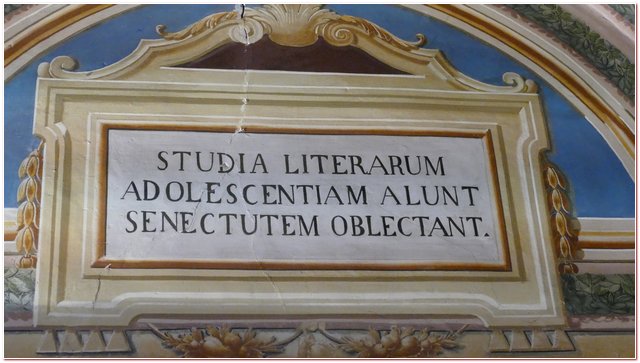 STUDIA LITERARUM
ADOLESCENTIAM ALUNT
SENECTUTEM OBLECTANT.